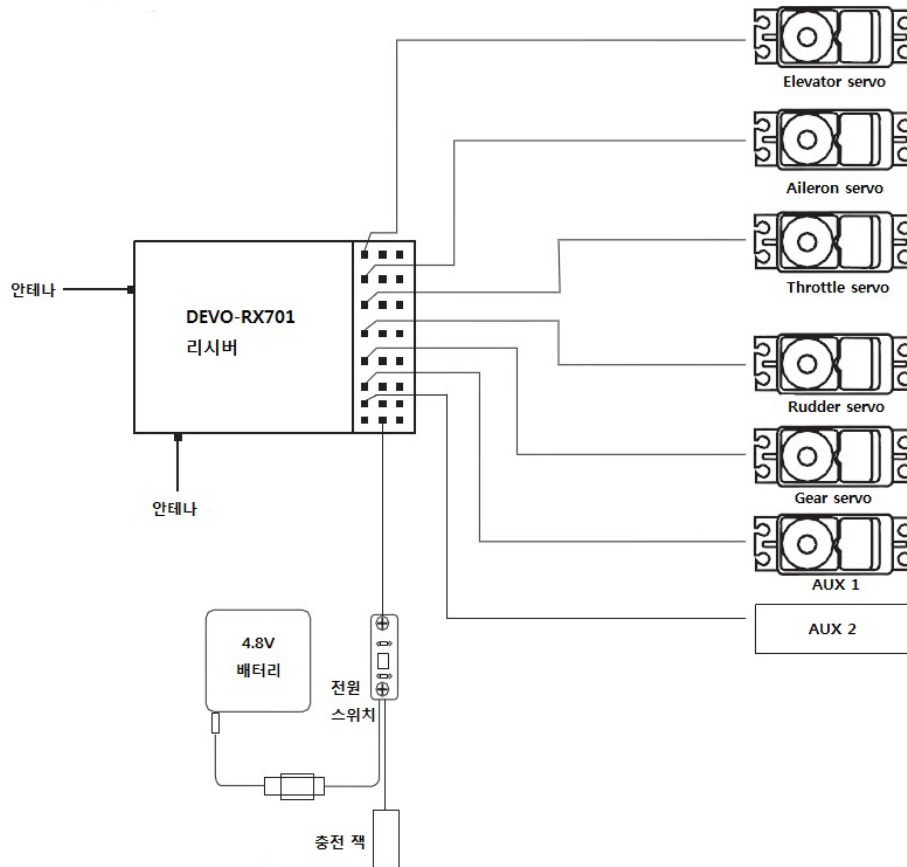 Elevator servo
Aileron servo
Throttle servo
안테나
DEVO-RX701
리시버
Rudder servo
Gear servo
안테나
AUX 1
AUX 2
4.8V
배터리
전원
스위치
충전 잭